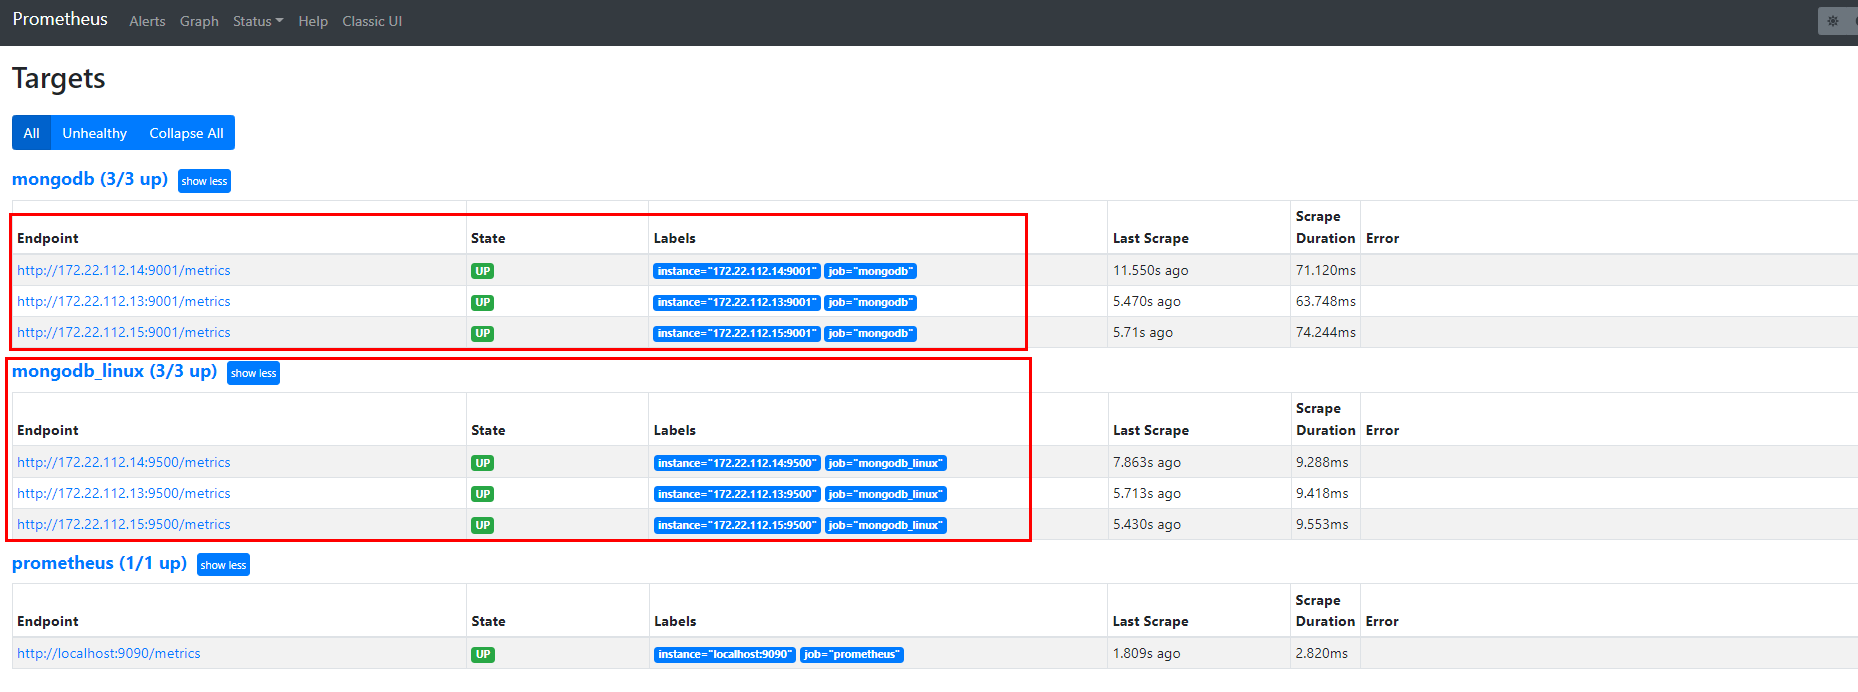 Prometheus Alerts Graph Status Help Classic UI
Targets
All Unhealthy Collapse All
mongodb (3/3 up) show less
Endpoint State Labels Last Scrape Scrape Duration Error
http://172.22.112.14:9001/metrics UP instance="172.22.112.14:9001" job="mongodb" 11.550s ago 71.120ms
http://172.22.112.13:9001/metrics UP instance="172.22.112.13:9001" job="mongodb" 5.470s ago 63.748ms
http://172.22.112.15:9001/metrics UP instance="172.22.112.15:9001" job="mongodb" 5.71s ago 74.244ms
mongodb_linux (3/3 up) show less
Endpoint State Labels Last Scrape Scrape Duration Error
http://172.22.112.14:9500/metrics UP instance="172.22.112.14:9500" job="mongodb_linux" 7.863s ago 9.288ms
http://172.22.112.13:9500/metrics UP instance="172.22.112.13:9500" job="mongodb_linux" 5.713s ago 9.418ms
http://172.22.112.15:9500/metrics UP instance="172.22.112.15:9500" job="mongodb_linux" 5.430s ago 9.553ms
prometheus (1/1 up) show less
Endpoint State Labels Last Scrape Scrape Duration Error
http://localhost:9090/metrics UP instance="localhost:9090" job="prometheus" 1.809s ago 2.820ms